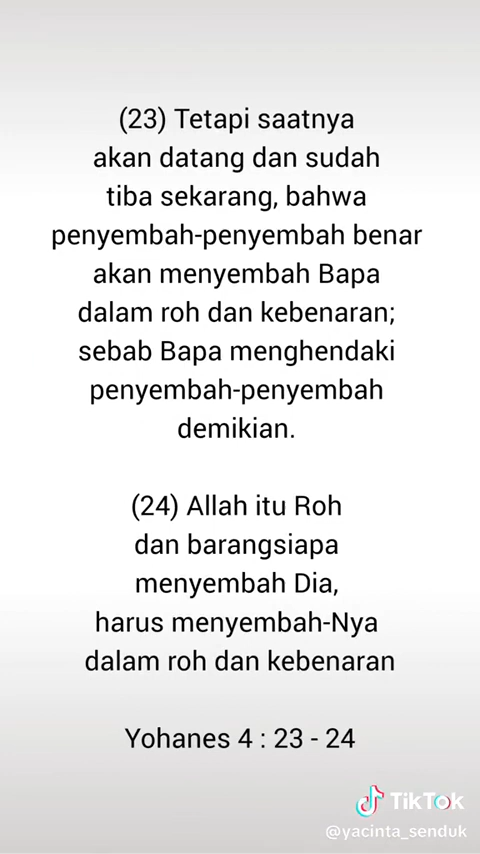 (23) Tetapi saatnya
akan datang dan sudah
tiba sekarang, bahwa
penyembah-penyembah benar
akan menyembah Bapa
dalam roh dan kebenaran;
sebab Bapa menghendaki
penyembah-penyembah
demikian.
(24) Allah itu Roh
dan barangsiapa
menyembah Dia,
harus menyembah-Nya
dalam roh dan kebenaran
Yohanes 4 : 23 - 24
TikTok
@yacinta_senduk